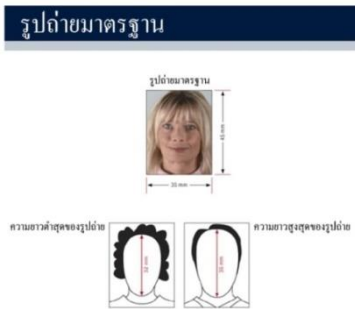 รูปถ่ายมาตรฐาน
รูปถ่ายมาตรฐาน
45 mm
35 mm
ความยาวต่ำสุดของรูปถ่าย
ความยาวสูงสุดของรูปถ่าย